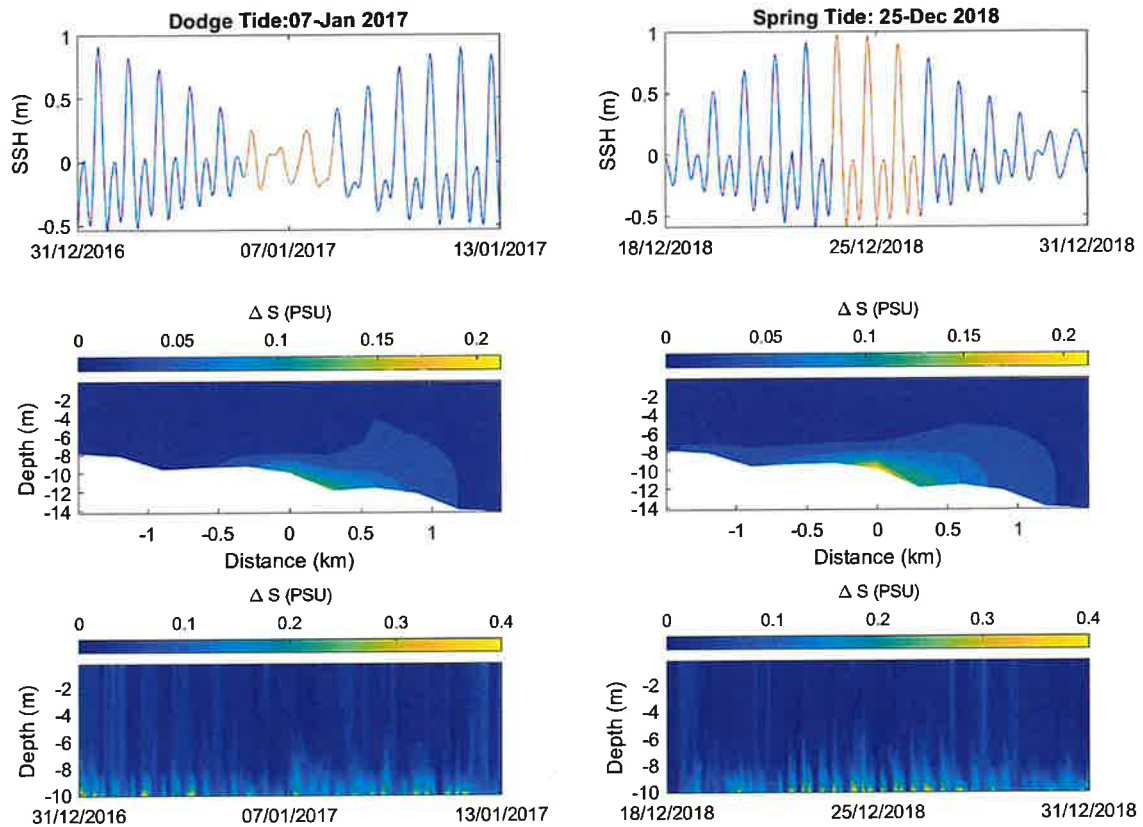 Dodge Tide:07-Jan 2017
1
0.5
0
-0.5
SSH (m)
31/12/2016 07/01/2017 13/01/2017
Spring Tide: 25-Dec 2018
1
0.5
0
-0.5
SSH (m)
18/12/2018 25/12/2018 31/12/2018
Δ S (PSU)
0 0.05 0.1 0.15 0.2
-2
-4
-6
-8
-10
-12
-14
Depth (m)
-1 -0.5 0 0.5 1
Distance (km)
Δ S (PSU)
0 0.05 0.1 0.15 0.2
-2
-4
-6
-8
-10
-12
-14
Depth (m)
-1 -0.5 0 0.5 1
Distance (km)
Δ S (PSU)
0 0.1 0.2 0.3 0.4
-2
-4
-6
-8
-10
Depth (m)
31/12/2016 07/01/2017 13/01/2017
Δ S (PSU)
0 0.1 0.2 0.3 0.4
-2
-4
-6
-8
-10
Depth (m)
18/12/2018 25/12/2018 31/12/2018